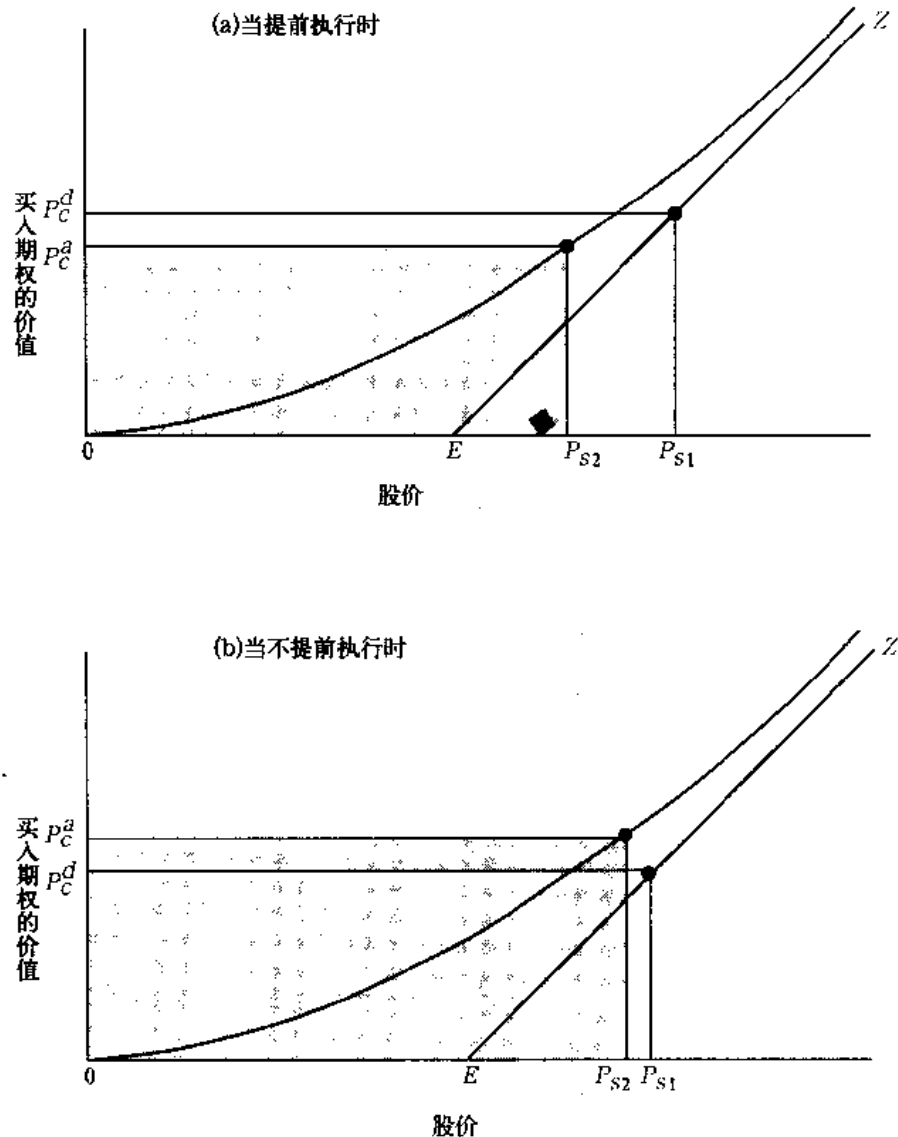 (a)当提前执行时
Z
买入期权的价值
P_C^d
P_C^a
0
E
P_S2
P_S1
股价
(b)当不提前执行时
Z
买入期权的价值
P_C^a
P_C^d
0
E
P_S2
P_S1
股价